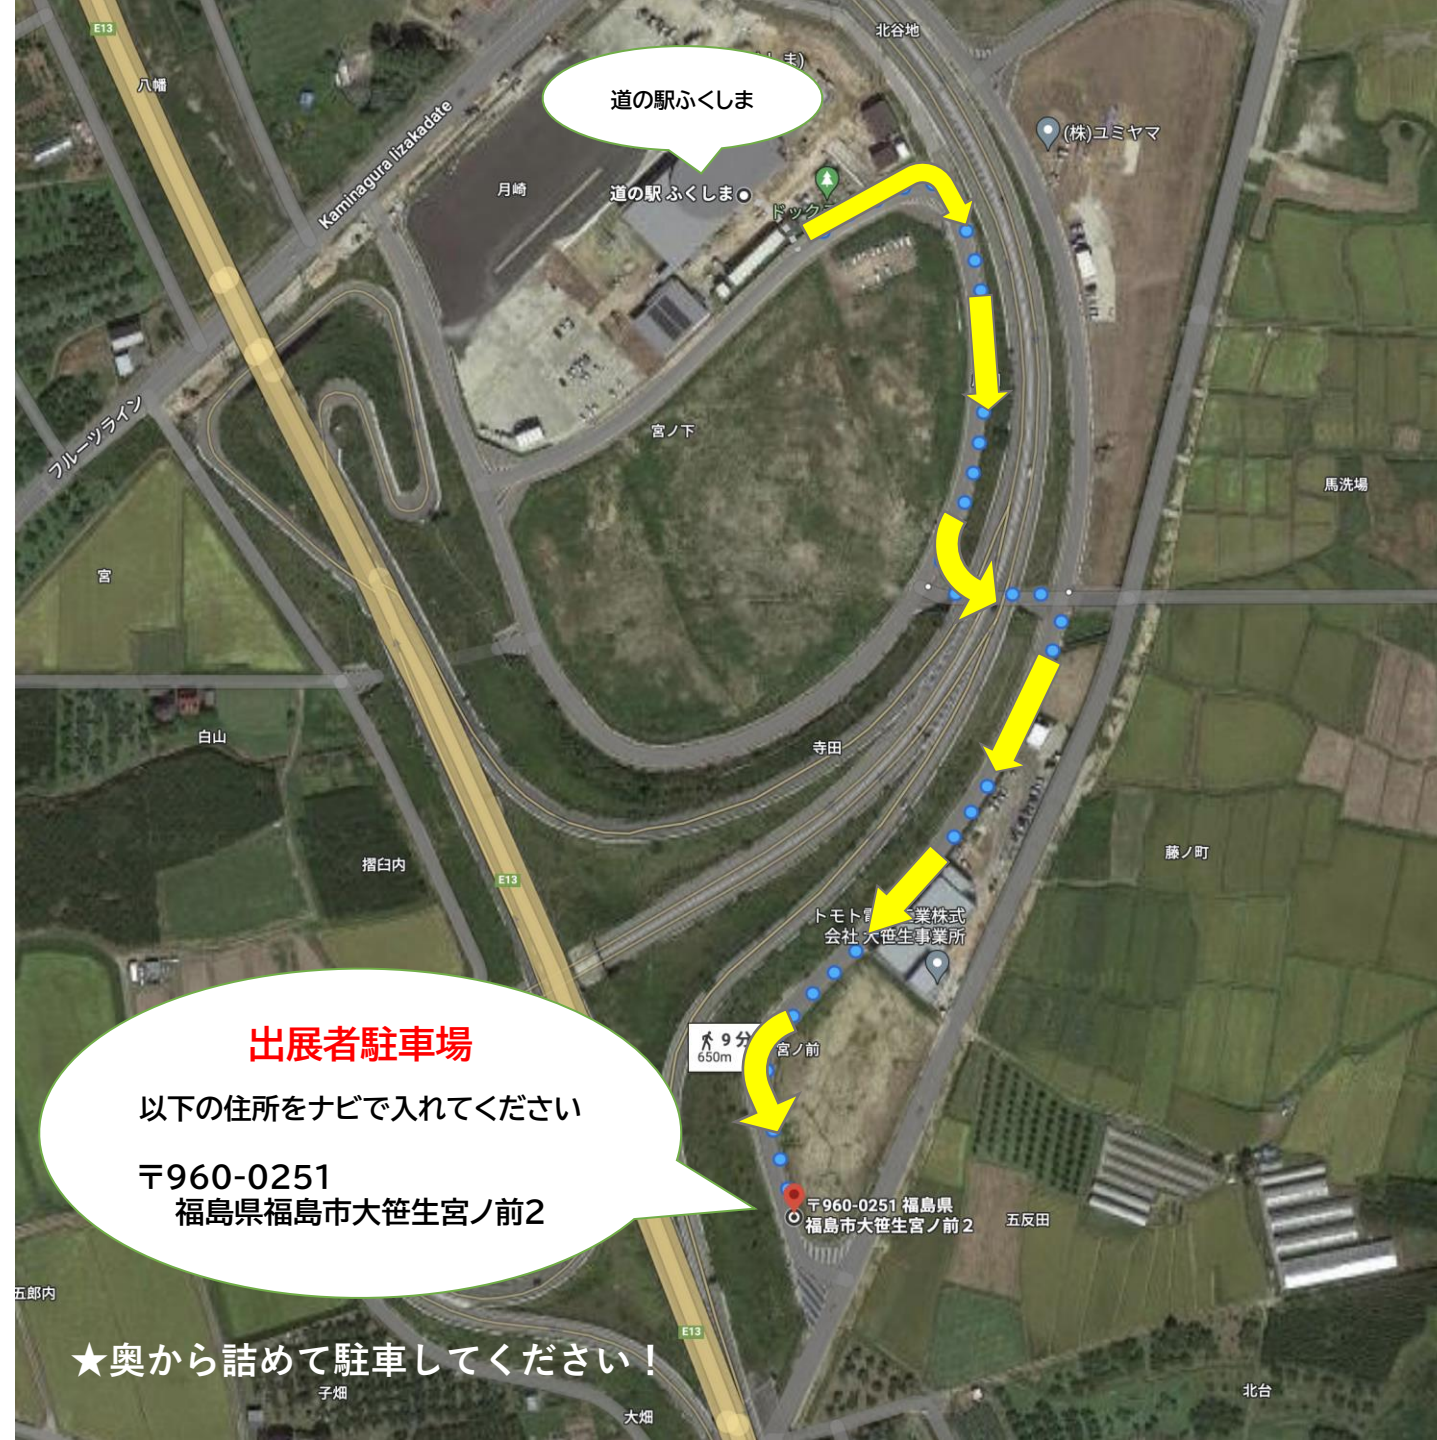 E13
北谷地
八幡
ま)
道の駅ふくしま
Kaminagura Iizakadate
(株)ユミヤマ
月崎
道の駅 ふくしま
ドック
フルーツライン
宮ノ下
馬洗場
宮
白山
寺田
摺臼内
E13
藤ノ町
トモト電 業株式
会社 大笹生事業所
出展者駐車場
以下の住所をナビで入れてください
〒960-0251
福島県福島市大笹生宮ノ前2
9 分
650m
宮ノ前
〒960-0251 福島県
福島市大笹生宮ノ前2
五反田
五郎内
E13
★奥から詰めて駐車してください！
子畑
大畑
北台